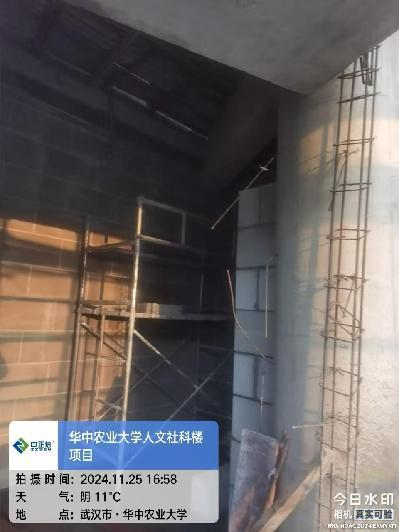 华中农业大学人文社科楼
项目
拍摄时间：2024.11.25 16:58
天气：阴 11℃
地点：武汉市·华中农业大学
今日水印
相机 真实可验